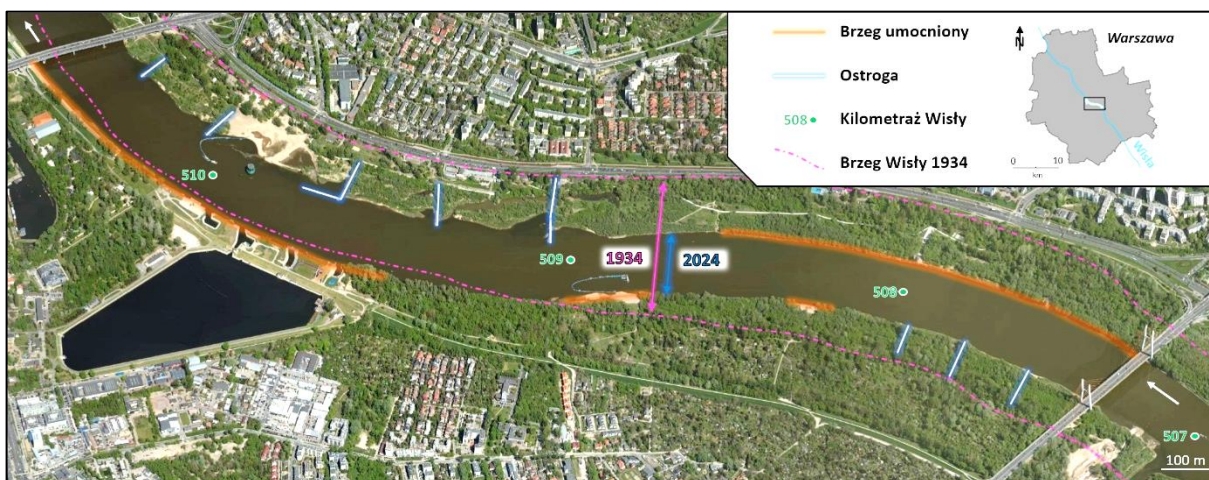 Brzeg umocniony
Ostroga
508 Kilometraż Wisły
Brzeg Wisły 1934
N
Warszawa
Wisła
0 10
km
510
509
1934
2024
508
507
100 m